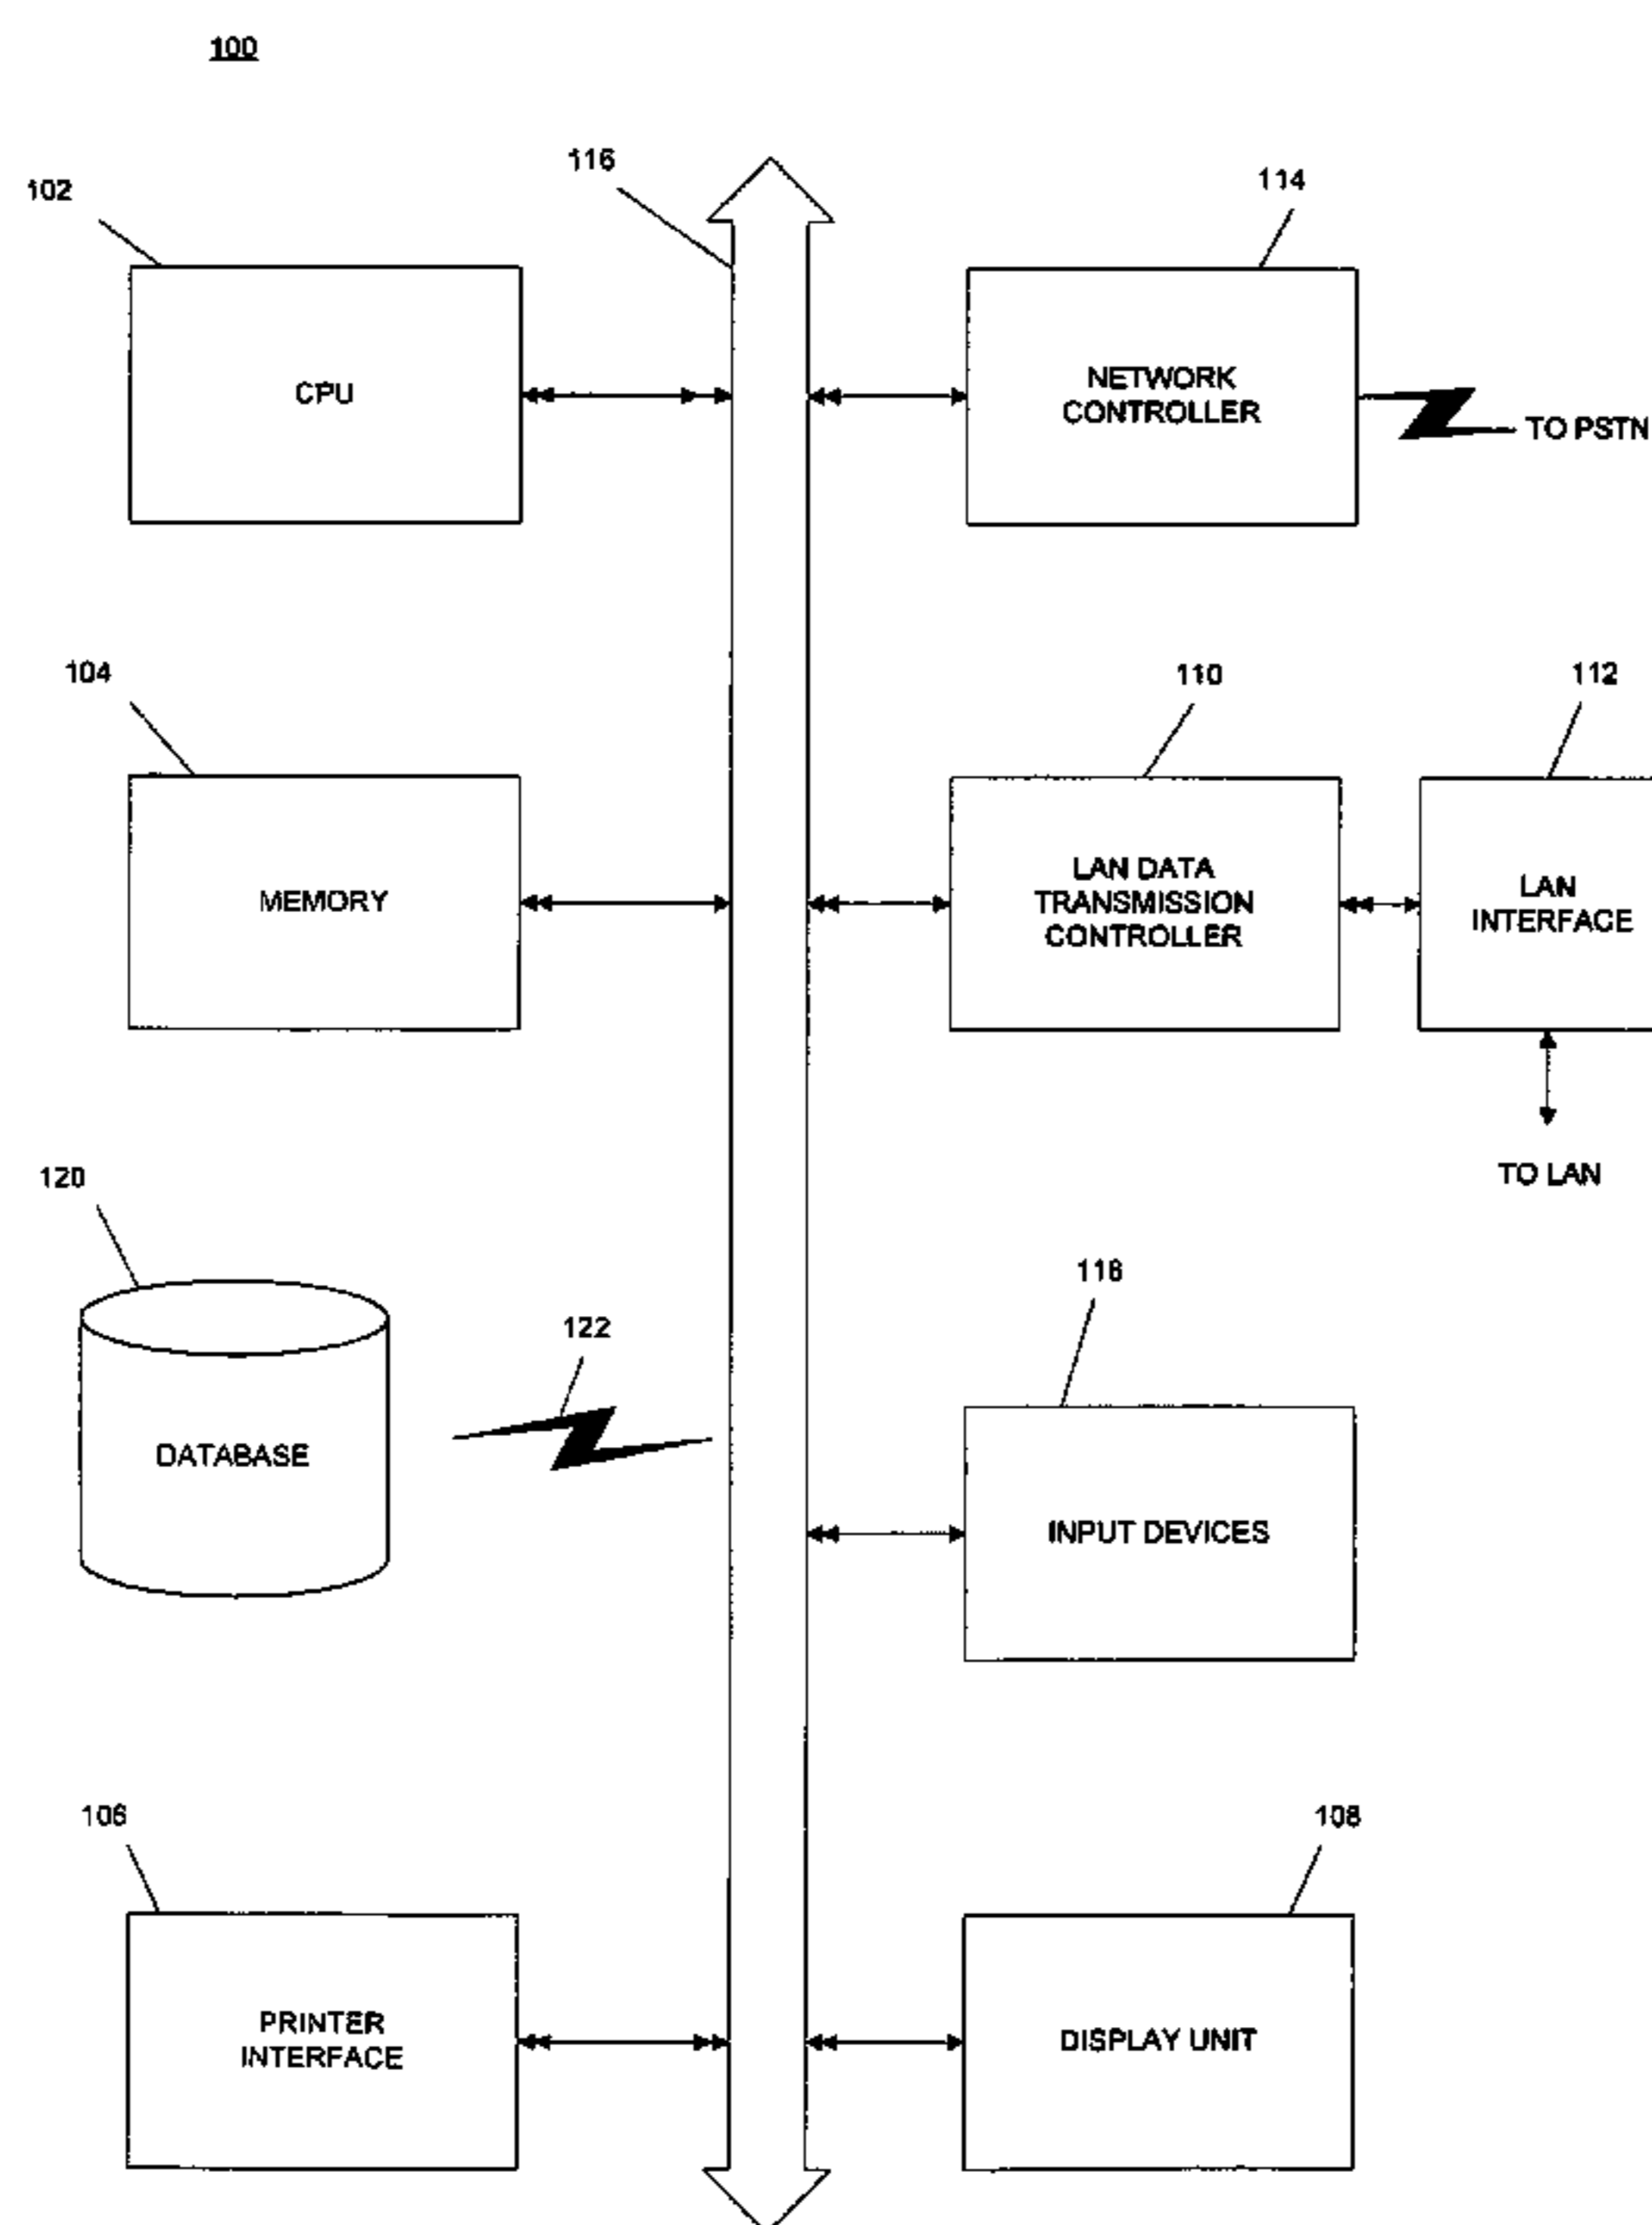 100
116
114
102
CPU
NETWORK
CONTROLLER
TO PSTN
104
110
112
MEMORY
LAN DATA
TRANSMISSION
CONTROLLER
LAN
INTERFACE
TO LAN
120
118
122
DATABASE
INPUT DEVICES
106
108
PRINTER
INTERFACE
DISPLAY UNIT